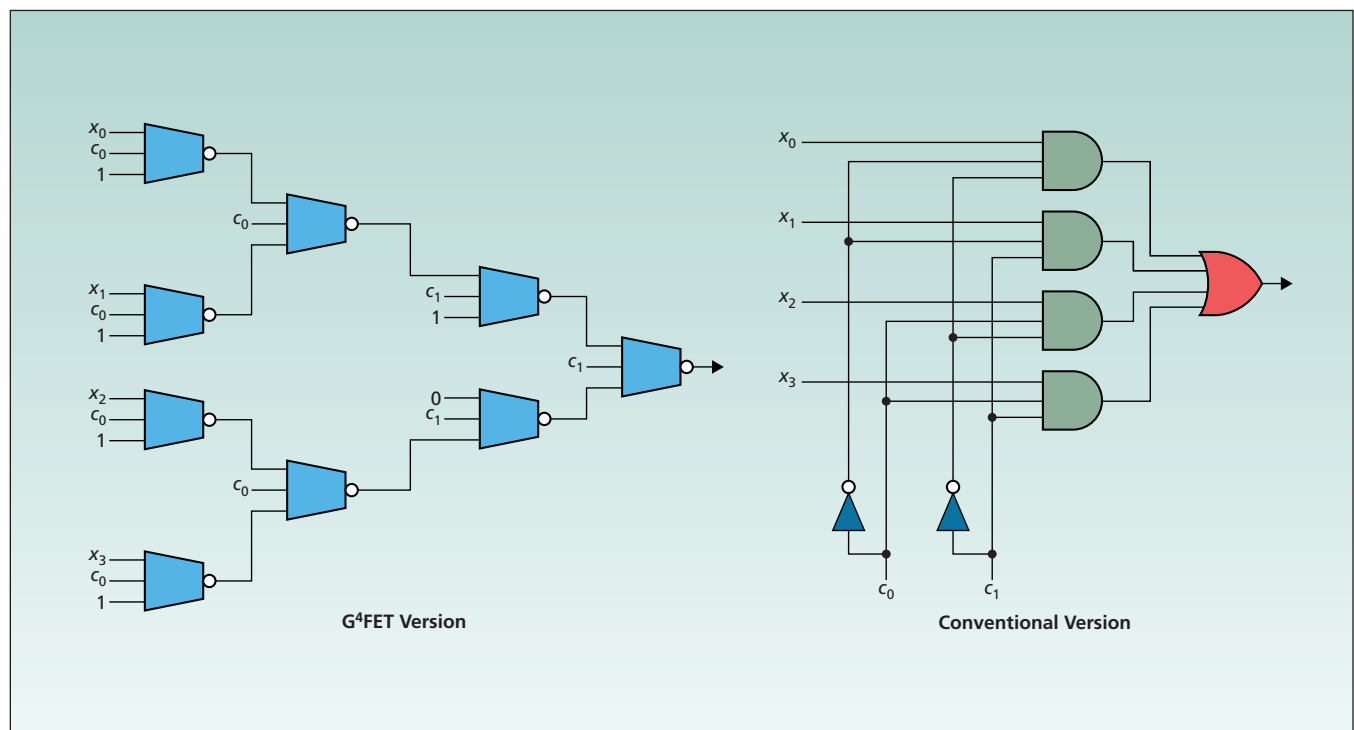 x₀
c₀
1
c₀
x₁
c₀
1
c₁
1
c₁
x₂
c₀
1
0
c₁
c₀
x₃
c₀
1
G⁴FET Version
x₀
x₁
x₂
x₃
c₀ c₁
Conventional Version